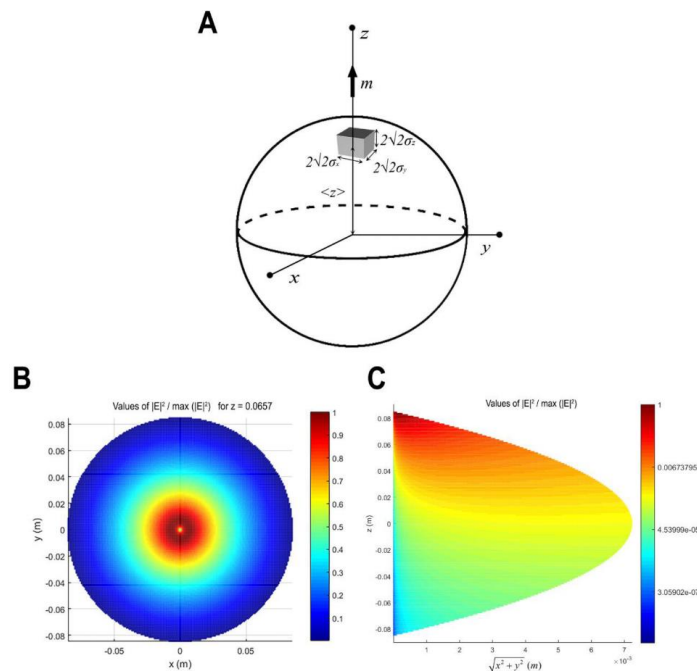 A
z
m
2√2σz
2√2σy
<z>
y
x
B
Values of |E|² / max (|E|²) for z = 0.0657
0.08
0.06
0.04
0.02
0
-0.02
-0.04
-0.06
-0.08
y (m)
-0.05
0
0.05
x (m)
1
0.9
0.8
0.7
0.6
0.5
0.4
0.3
0.2
0.1
C
Values of |E|² / max (|E|²)
0.08
0.06
0.04
0.02
0
-0.02
-0.04
-0.06
-0.08
z (m)
1
2
3
4
5
6
7
×10⁻³
√x² + y² (m)
1
0.00673795
4.53999e-05
3.05902e-07